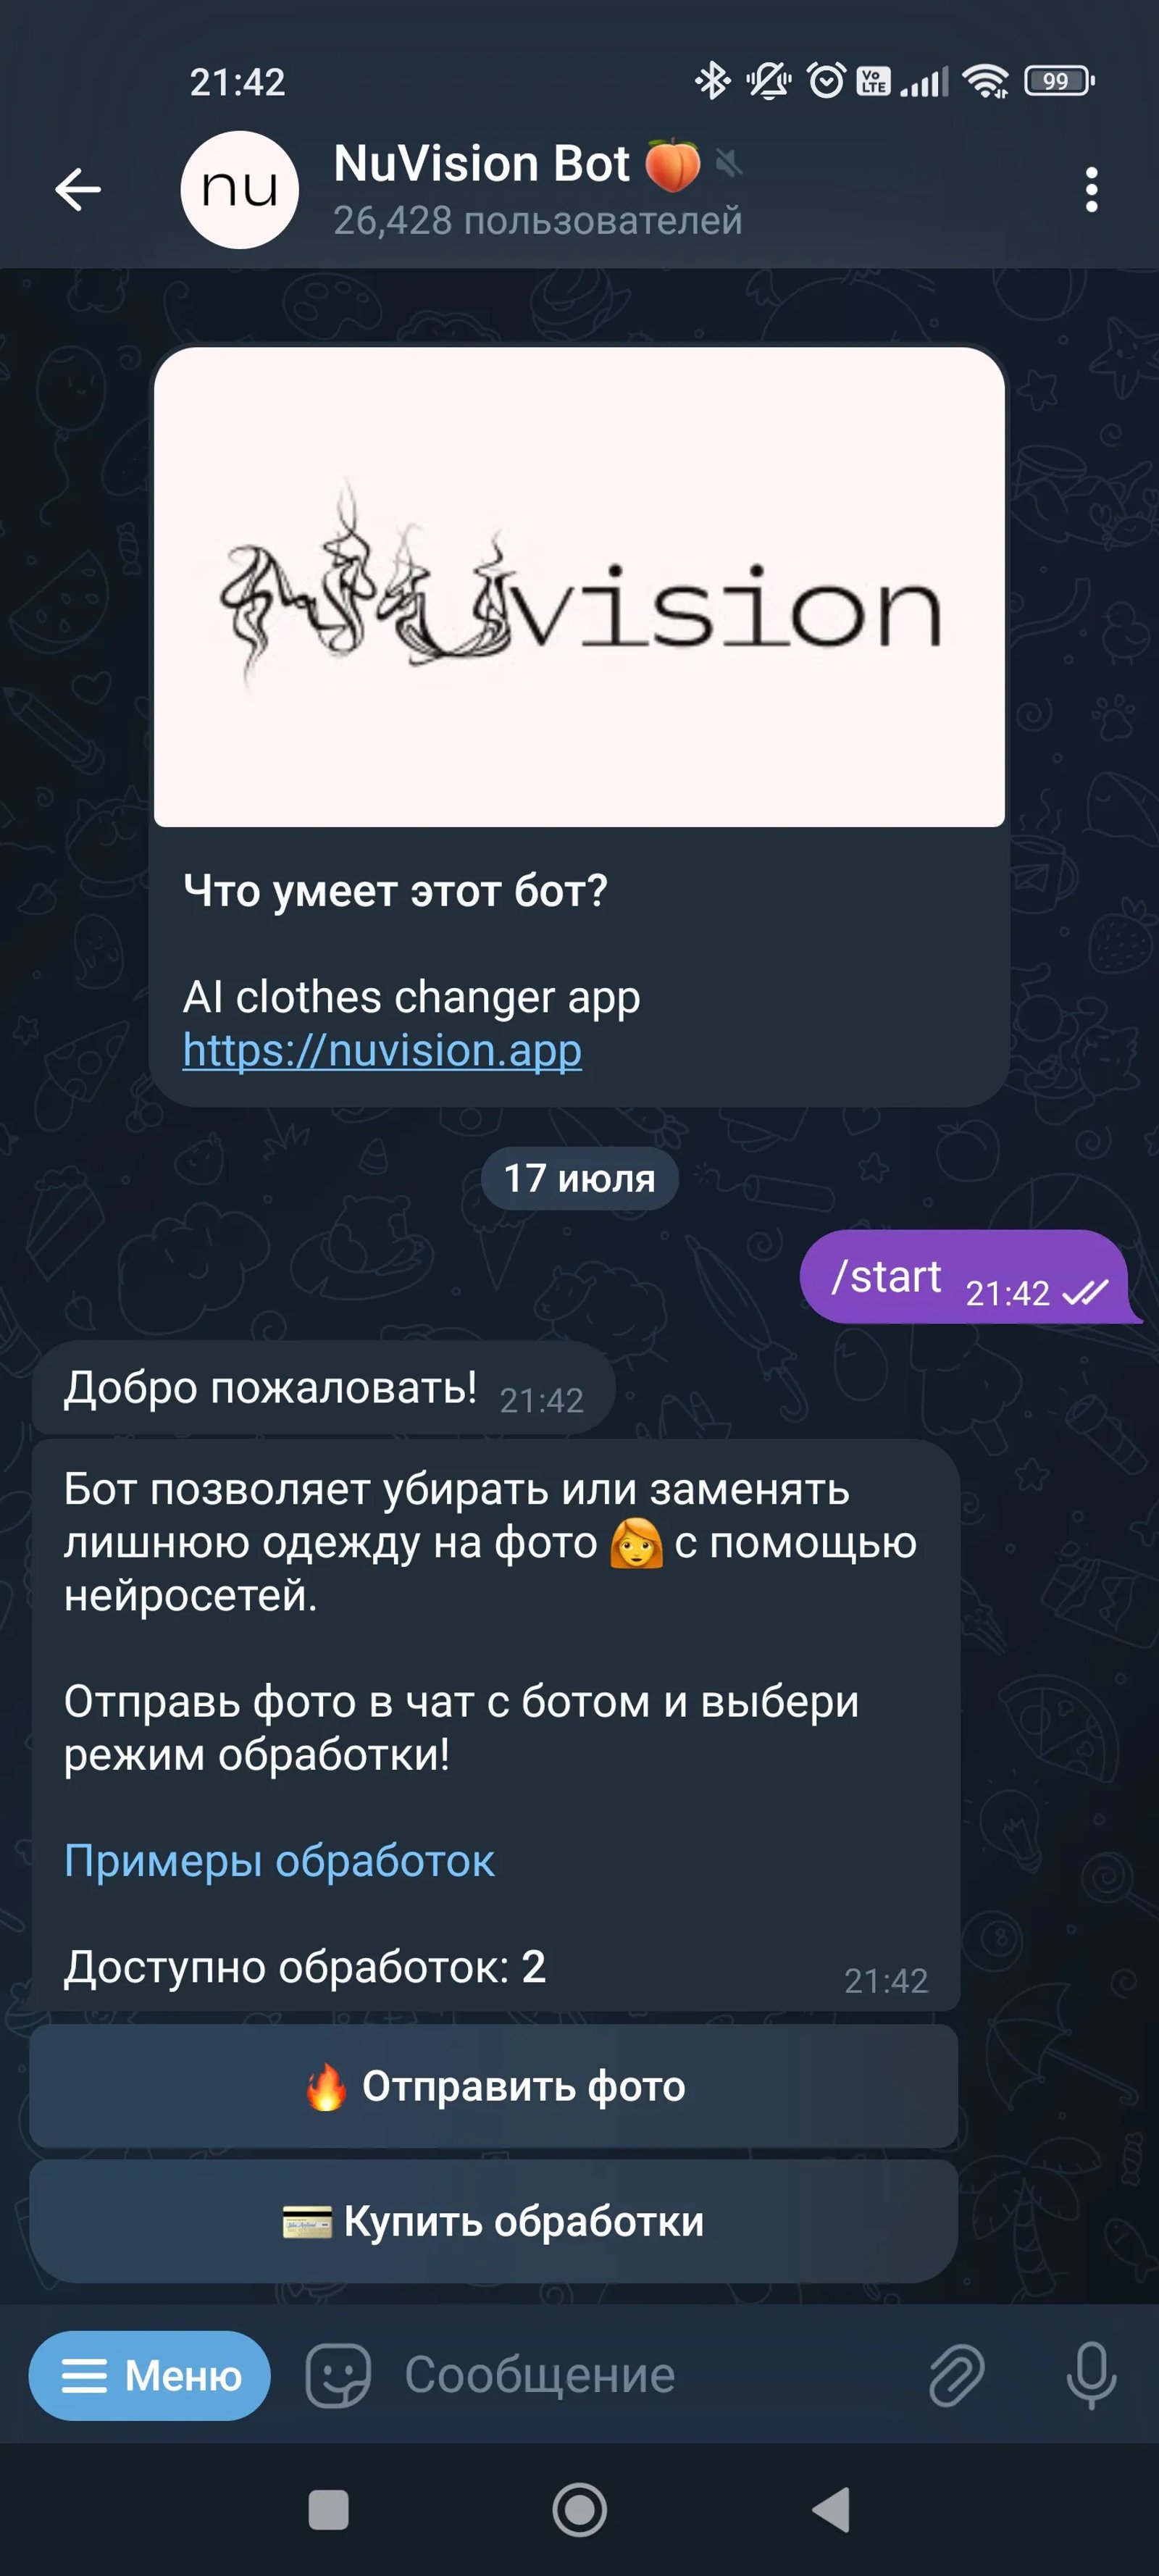 21:42
Vo LTE
99
nu
NuVision Bot 🍑
26,428 пользователей
NUvision
Что умеет этот бот?
AI clothes changer app
https://nuvision.app
17 июля
/start 21:42
Добро пожаловать! 21:42
Бот позволяет убирать или заменять
лишнюю одежду на фото 👩 с помощью
нейросетей.
Отправь фото в чат с ботом и выбери
режим обработки!
Примеры обработок
Доступно обработок: 2
21:42
🔥 Отправить фото
💳 Купить обработки
Меню
Сообщение